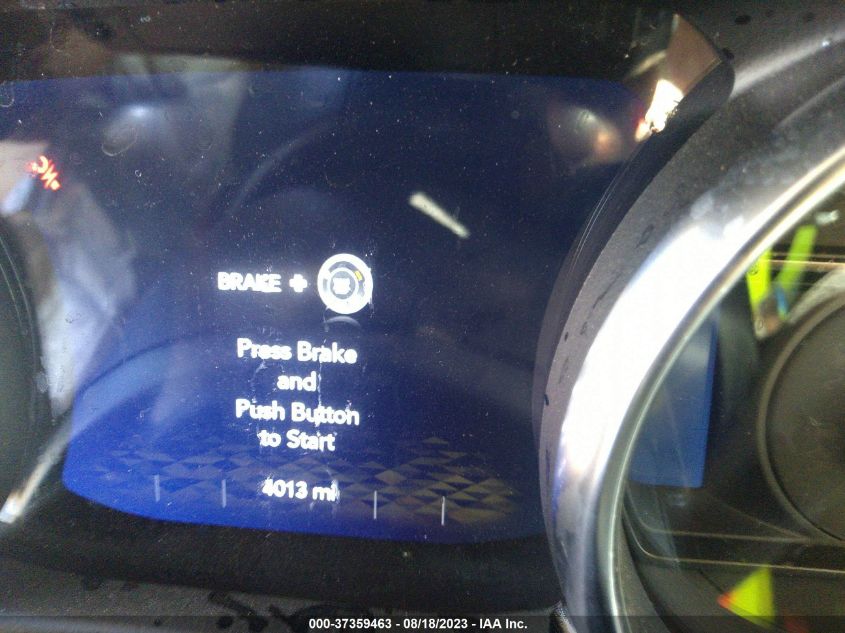 BRAKE +
Press Brake
and
Push Button
to Start
4013 mi
000-37359463 - 08/18/2023 - IAA Inc.